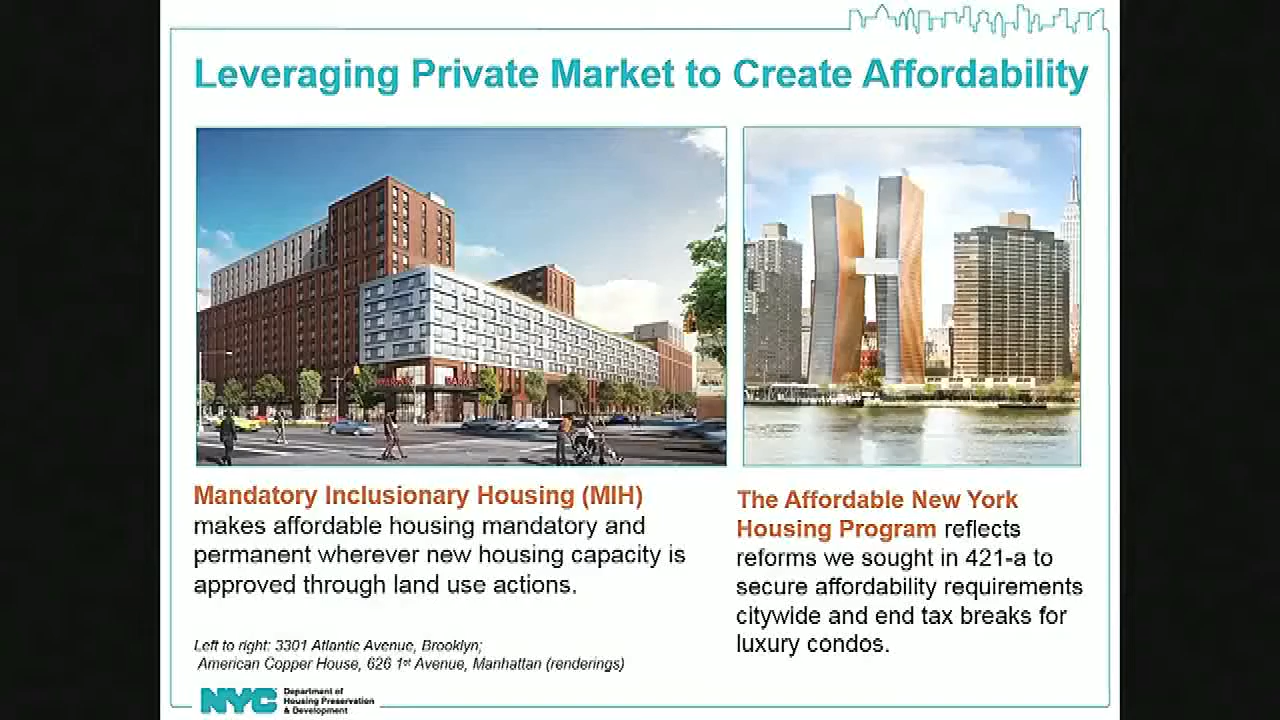 Leveraging Private Market to Create Affordability
Mandatory Inclusionary Housing (MIH)
makes affordable housing mandatory and
permanent wherever new housing capacity is
approved through land use actions.
The Affordable New York
Housing Program reflects
reforms we sought in 421-a to
secure affordability requirements
citywide and end tax breaks for
luxury condos.
Left to right: 3301 Atlantic Avenue, Brooklyn;
American Copper House, 626 1st Avenue, Manhattan (renderings)
NYC
Department of
Housing Preservation
& Development